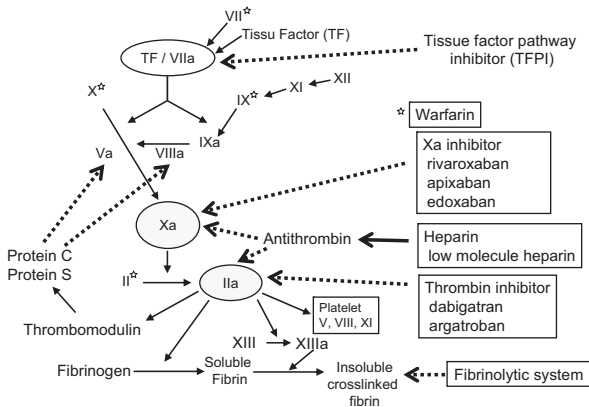 VII☆
Tissu Factor (TF)
TF / VIIa
Tissue factor pathway
inhibitor (TFPI)
X☆
IX☆
XI
XII
☆ Warfarin
Va
VIIIa
IXa
Xa inhibitor
rivaroxaban
apixaban
edoxaban
Xa
Antithrombin
Heparin
low molecule heparin
Protein C
Protein S
II☆
IIa
Thrombin inhibitor
dabigatran
argatroban
Thrombomodulin
Platelet
V, VIII, XI
XIII
XIIIa
Fibrinogen
Soluble
Fibrin
Insoluble
crosslinked
fibrin
Fibrinolytic system